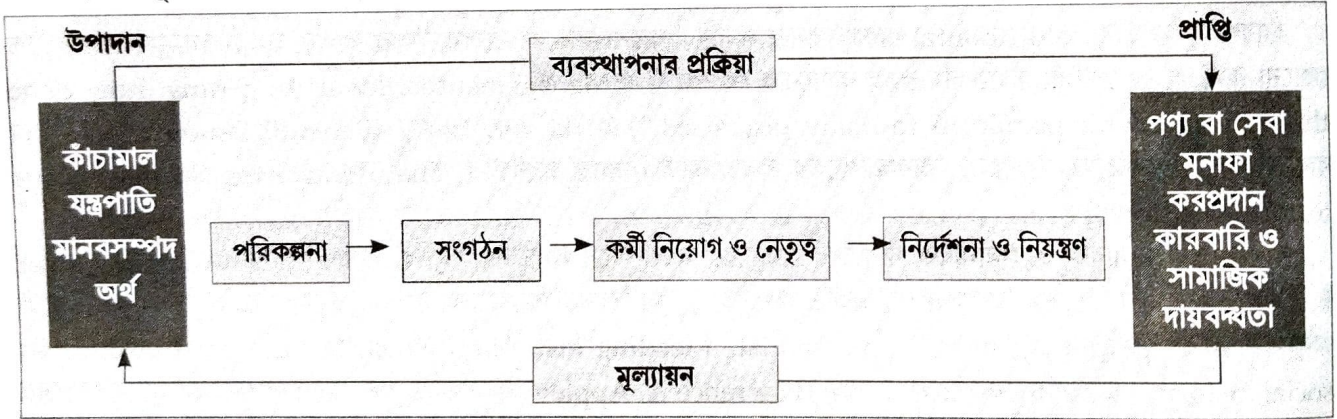 উপাদান
প্রাপ্তি
ব্যবস্থাপনার প্রক্রিয়া
কাঁচামাল
যন্ত্রপাতি
মানবসম্পদ
অর্থ
পরিকল্পনা
সংগঠন
কর্মী নিয়োগ ও নেতৃত্ব
নির্দেশনা ও নিয়ন্ত্রণ
পণ্য বা সেবা
মুনাফা
করপ্রদান
কারবারি ও
সামাজিক
দায়বদ্ধতা
মূল্যায়ন